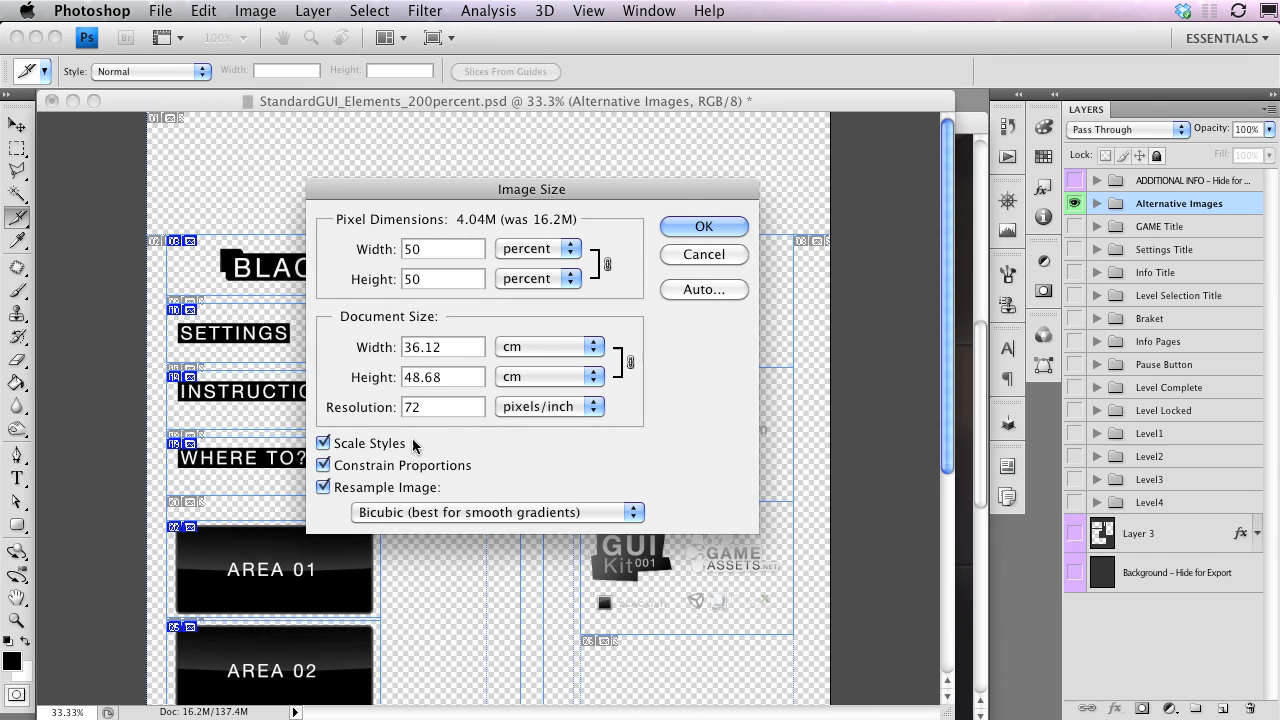 Photoshop File Edit Image Layer Select Filter Analysis 3D View Window Help
Ps Br 100% ESSENTIALS
Style: Normal Width: Height: Slices From Guides
StandardGUI_Elements_200percent.psd @ 33.3% (Alternative Images, RGB/8) *
LAYERS
Pass Through Opacity: 100%
Lock: Fill: 100%
ADDITIONAL INFO – Hide for ...
Alternative Images
GAME Title
Settings Title
Info Title
Level Selection Title
Braket
Info Pages
Pause Button
Level Complete
Level Locked
Level1
Level2
Level3
Level4
Layer 3 fx
Background – Hide for Export
Image Size
Pixel Dimensions: 4.04M (was 16.2M)
Width: 50 percent
Height: 50 percent
OK
Cancel
Auto...
Document Size:
Width: 36.12 cm
Height: 48.68 cm
Resolution: 72 pixels/inch
Scale Styles
Constrain Proportions
Resample Image:
Bicubic (best for smooth gradients)
BLAC
SETTINGS
INSTRUCTIO
WHERE TO?
AREA 01
AREA 02
GUI
Kit001
GAME
ASSETS.NET
33.33% Doc: 16.2M/137.4M